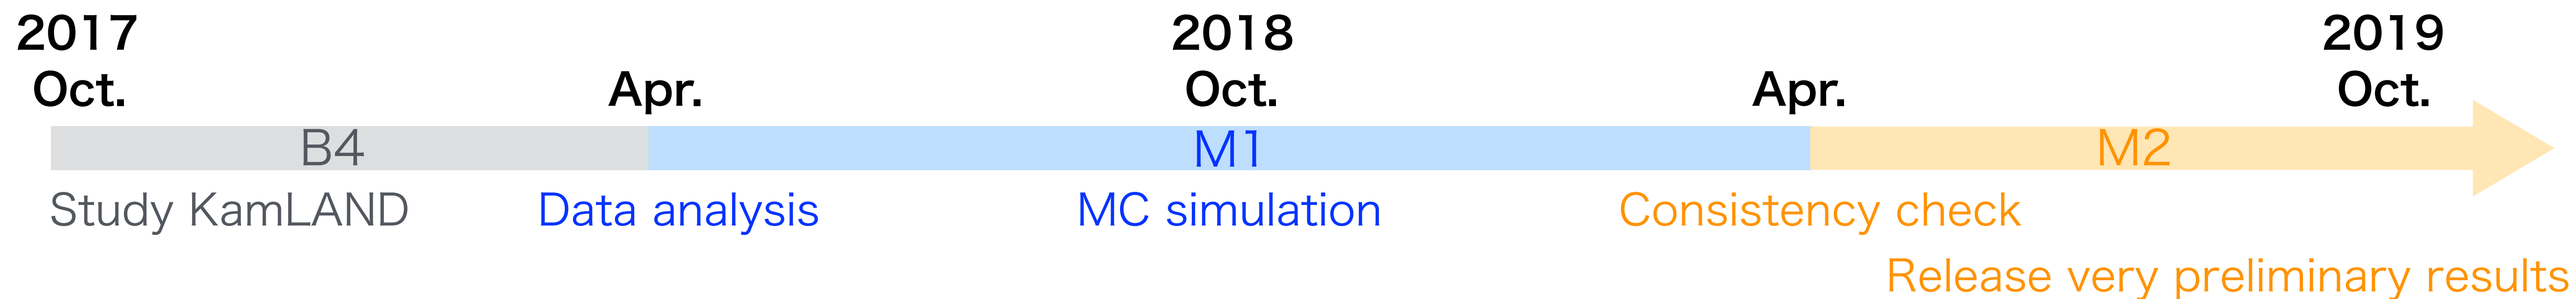 2017
2018
2019
Oct.
Apr.
Oct.
Apr.
Oct.
B4
M1
M2
Study KamLAND
Data analysis
MC simulation
Consistency check
Release very preliminary results